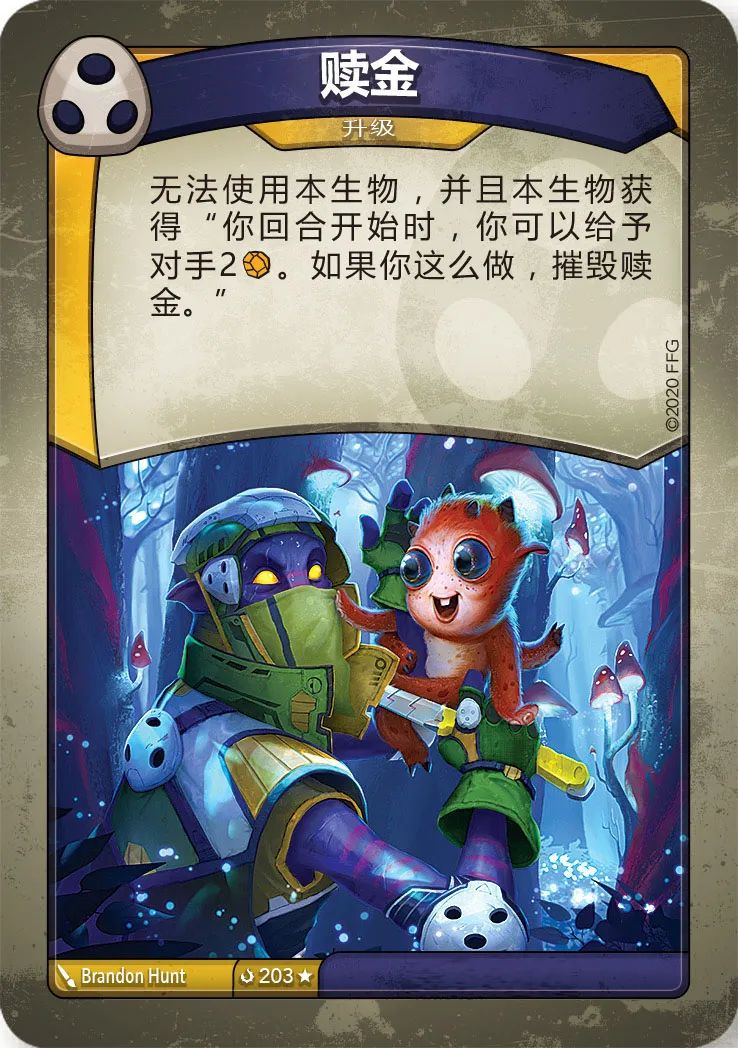 赎金
升级
无法使用本生物，并且本生物获
得“你回合开始时，你可以给予
对手2。如果你这么做，摧毁赎
金。”
©2020 FFG
Brandon Hunt
203★